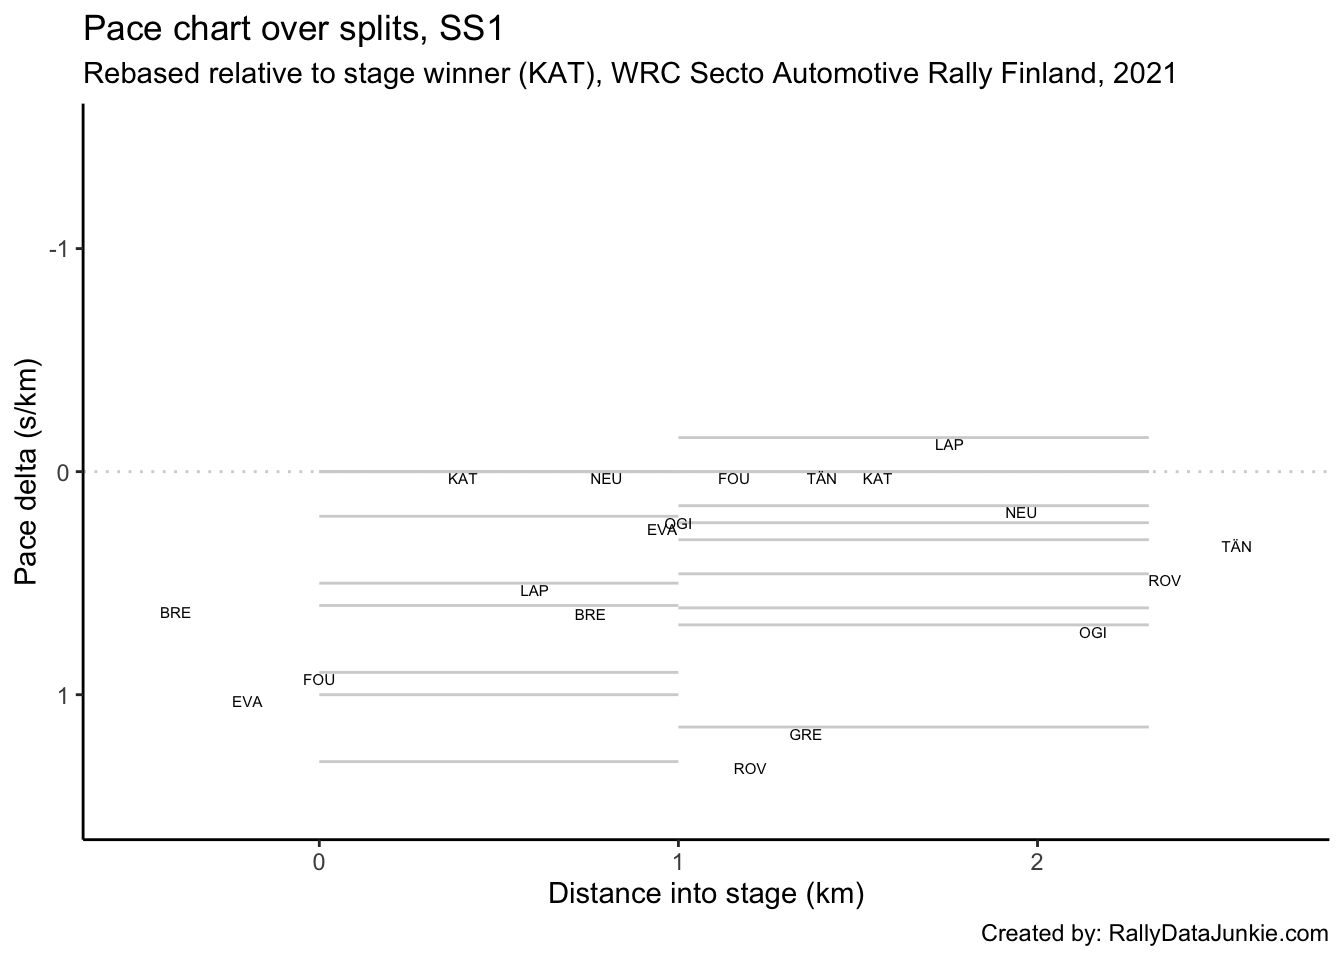 Pace chart over splits, SS1
Rebased relative to stage winner (KAT), WRC Secto Automotive Rally Finland, 2021
Pace delta (s/km)
-1
0
1
LAP
KAT NEU FOU TÄN KAT
NEU
OGI
EVA
TÄN
ROV
LAP
BRE
BRE
OGI
FOU
EVA
GRE
ROV
0 1 2
Distance into stage (km)
Created by: RallyDataJunkie.com